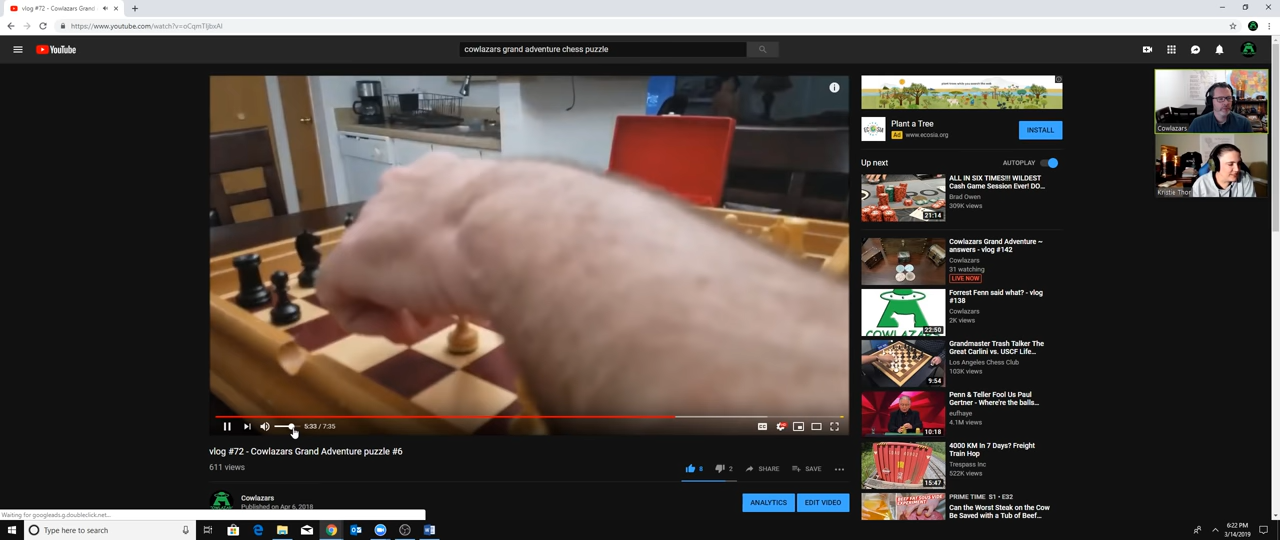 vlog #72 - Cowlazars Grand
https://www.youtube.com/watch?v=oCqmTIjbxAI
YouTube
cowlazars grand adventure chess puzzle
Plant a Tree
Ad www.ecosia.org
INSTALL
Up next
AUTOPLAY
ALL IN SIX TIMES!!! WILDEST
Cash Game Session Ever! DO...
Brad Owen
309K views
21:14
Cowlazars Grand Adventure ~
answers - vlog #142
Cowlazars
31 watching
LIVE NOW
Forrest Fenn said what? - vlog
#138
Cowlazars
2K views
COWLAZARS
22:50
Grandmaster Trash Talker The
Great Carlini vs. USCF Life...
Los Angeles Chess Club
103K views
9:54
Penn & Teller Fool Us Paul
Gertner - Where're the balls...
eufhaye
4.1M views
10:18
4000 KM In 7 Days? Freight
Train Hop
Trespass Inc
522K views
15:47
PRIME TIME S1 • E32
Can the Worst Steak on the Cow
Be Saved with a Tub of Beef...
Cowlazars
Kristie Thor
5:33 / 7:35
vlog #72 - Cowlazars Grand Adventure puzzle #6
611 views
8
2
SHARE
SAVE
Cowlazars
Published on Apr 6, 2018
ANALYTICS
EDIT VIDEO
Waiting for googleads.g.doubleclick.net...
Type here to search
6:22 PM
3/14/2019